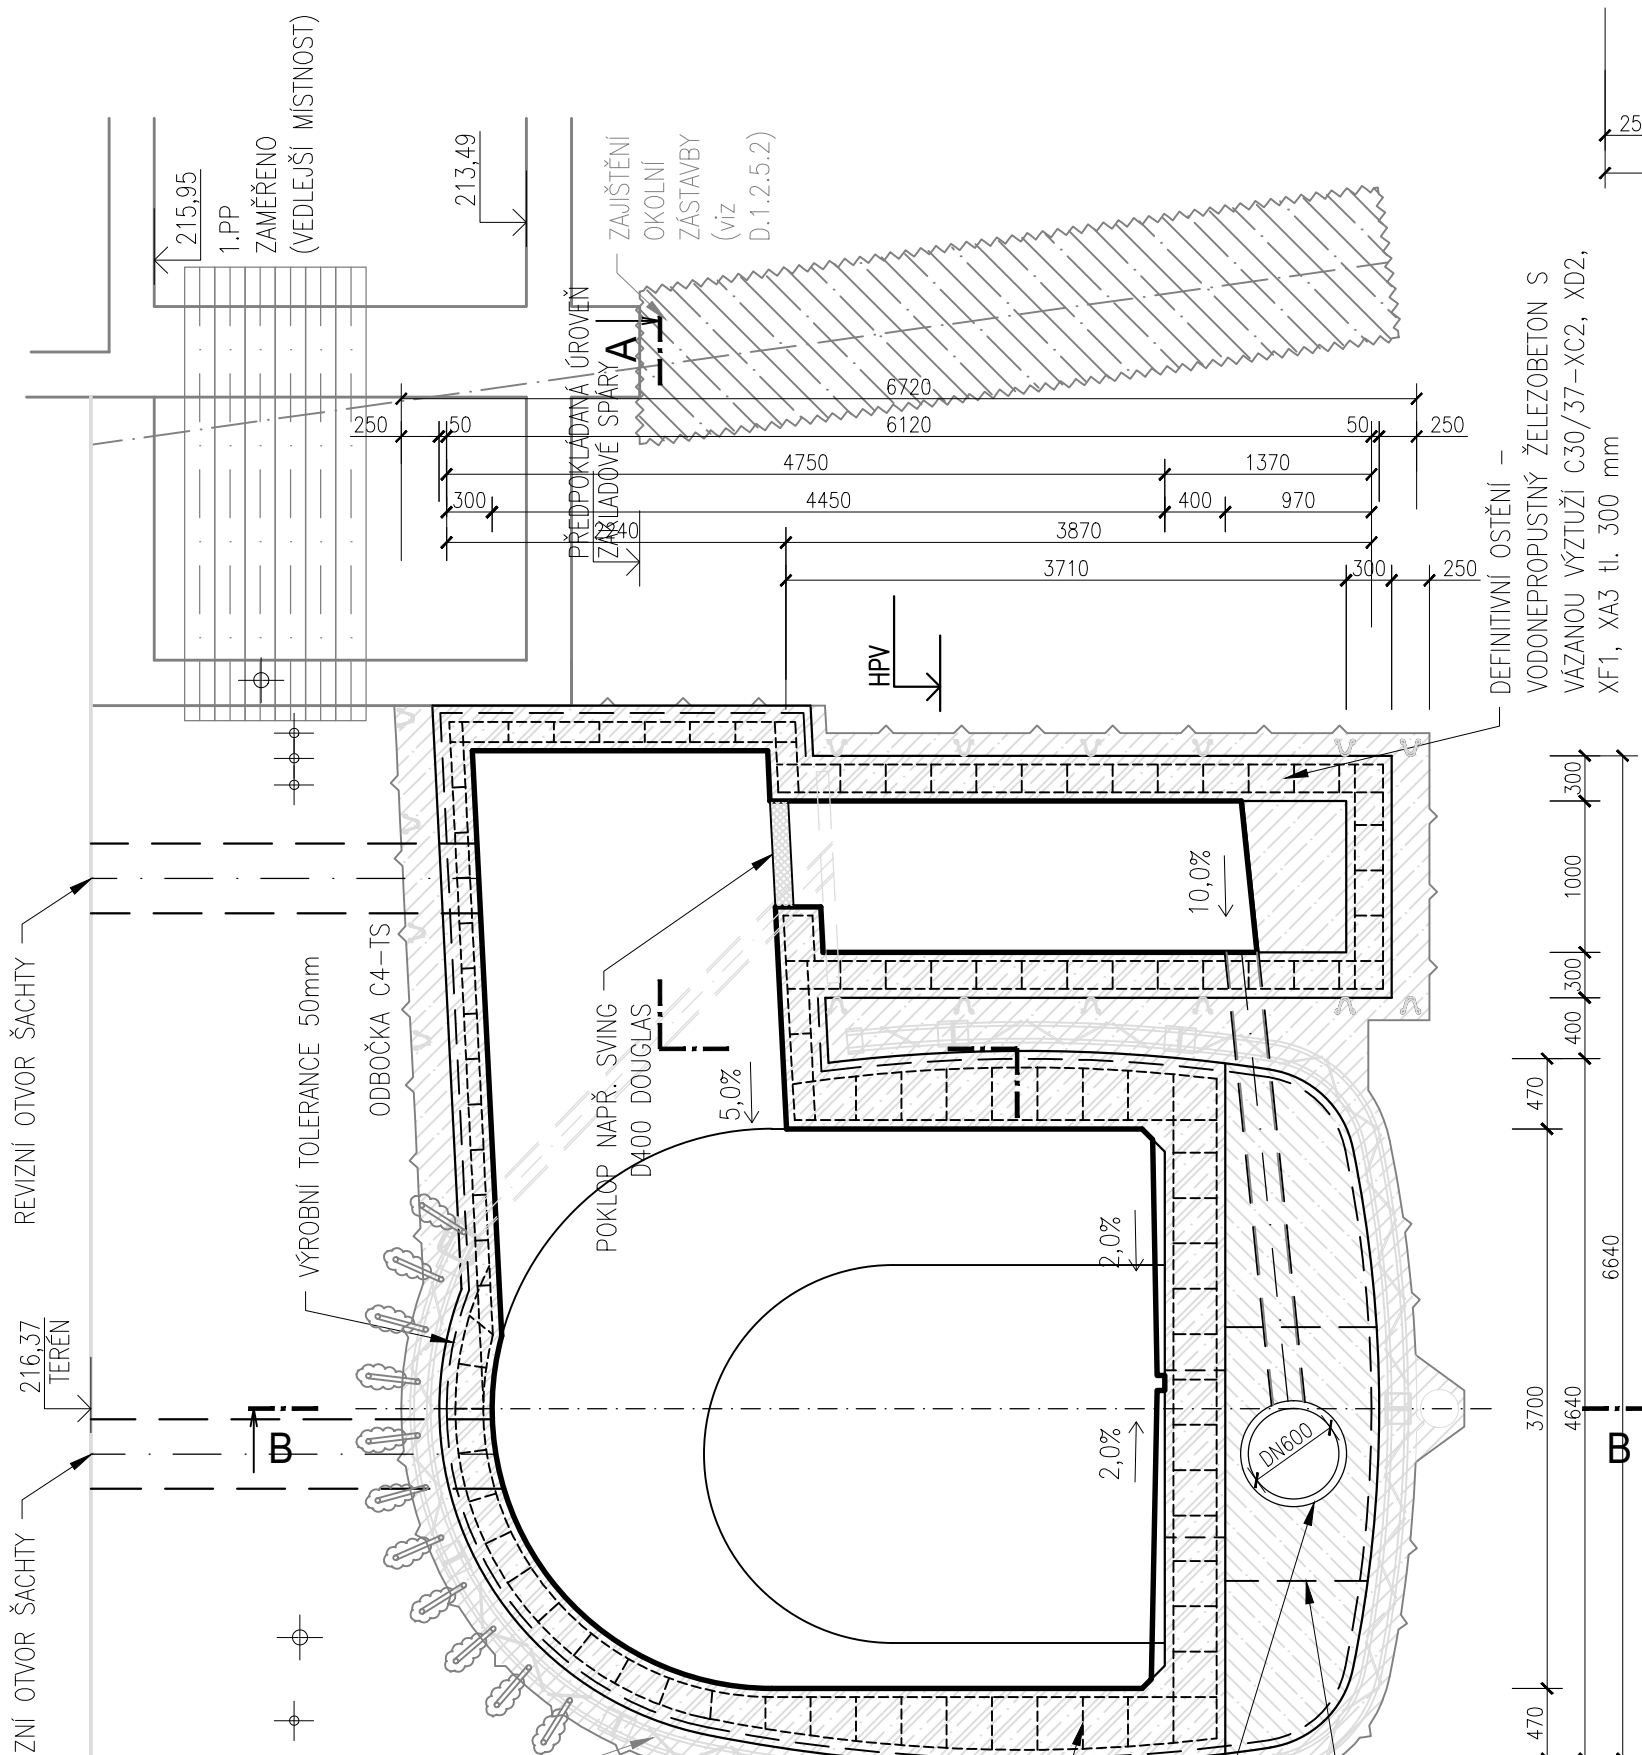 215,95
1.PP
ZAMĚŘENO
(VEDLEJŠÍ MÍSTNOST)
213,49
ZAJIŠTĚNÍ
OKOLNÍ
ZÁSTAVBY
(viz
D.1.2.5.2)
25
PŘEDPOKLÁDANÁ ÚROVEŇ
ZÁKLADOVÉ SPÁRY
A
6720
250
50
6120
50
250
4750
1370
300
4450
400
970
2240
3870
3710
300
250
HPV
DEFINITIVNÍ OSTĚNÍ –
VODONEPROPUSTNÝ ŽELEZOBETON S
VÁZANOU VÝZTUŽÍ C30/37-XC2, XD2,
XF1, XA3 tl. 300 mm
REVIZNÍ OTVOR ŠACHTY
VÝROBNÍ TOLERANCE 50mm
ODBOČKA C4-TS
POKLOP NAPŘ. SVING
D400 DOUGLAS
10,0%
5,0%
2,0%
2,0%
300
1000
300
400
470
3700
470
4640
6640
216,37
TERÉN
B
B
DN600
ZNÍ OTVOR ŠACHTY